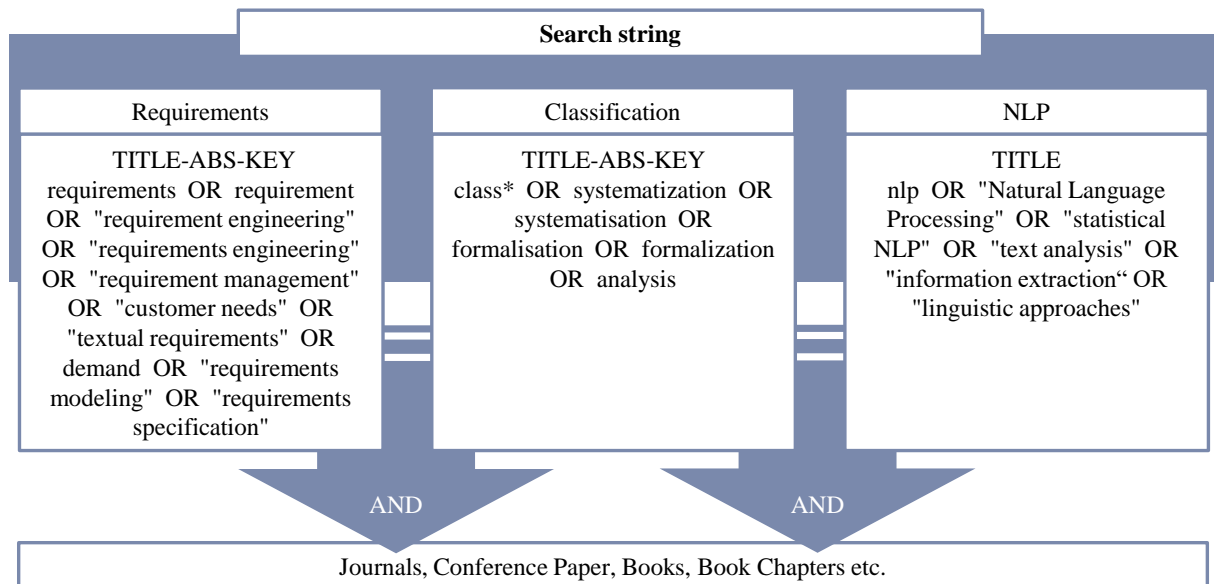 Search string
Requirements
TITLE-ABS-KEY
requirements OR requirement
OR "requirement engineering"
OR "requirements engineering"
OR "requirement management"
OR "customer needs" OR
"textual requirements" OR
demand OR "requirements
modeling" OR "requirements
specification"
Classification
TITLE-ABS-KEY
class* OR systematization OR
systematisation OR
formalisation OR formalization
OR analysis
NLP
TITLE
nlp OR "Natural Language
Processing" OR "statistical
NLP" OR "text analysis" OR
"information extraction“ OR
"linguistic approaches"
AND
AND
Journals, Conference Paper, Books, Book Chapters etc.